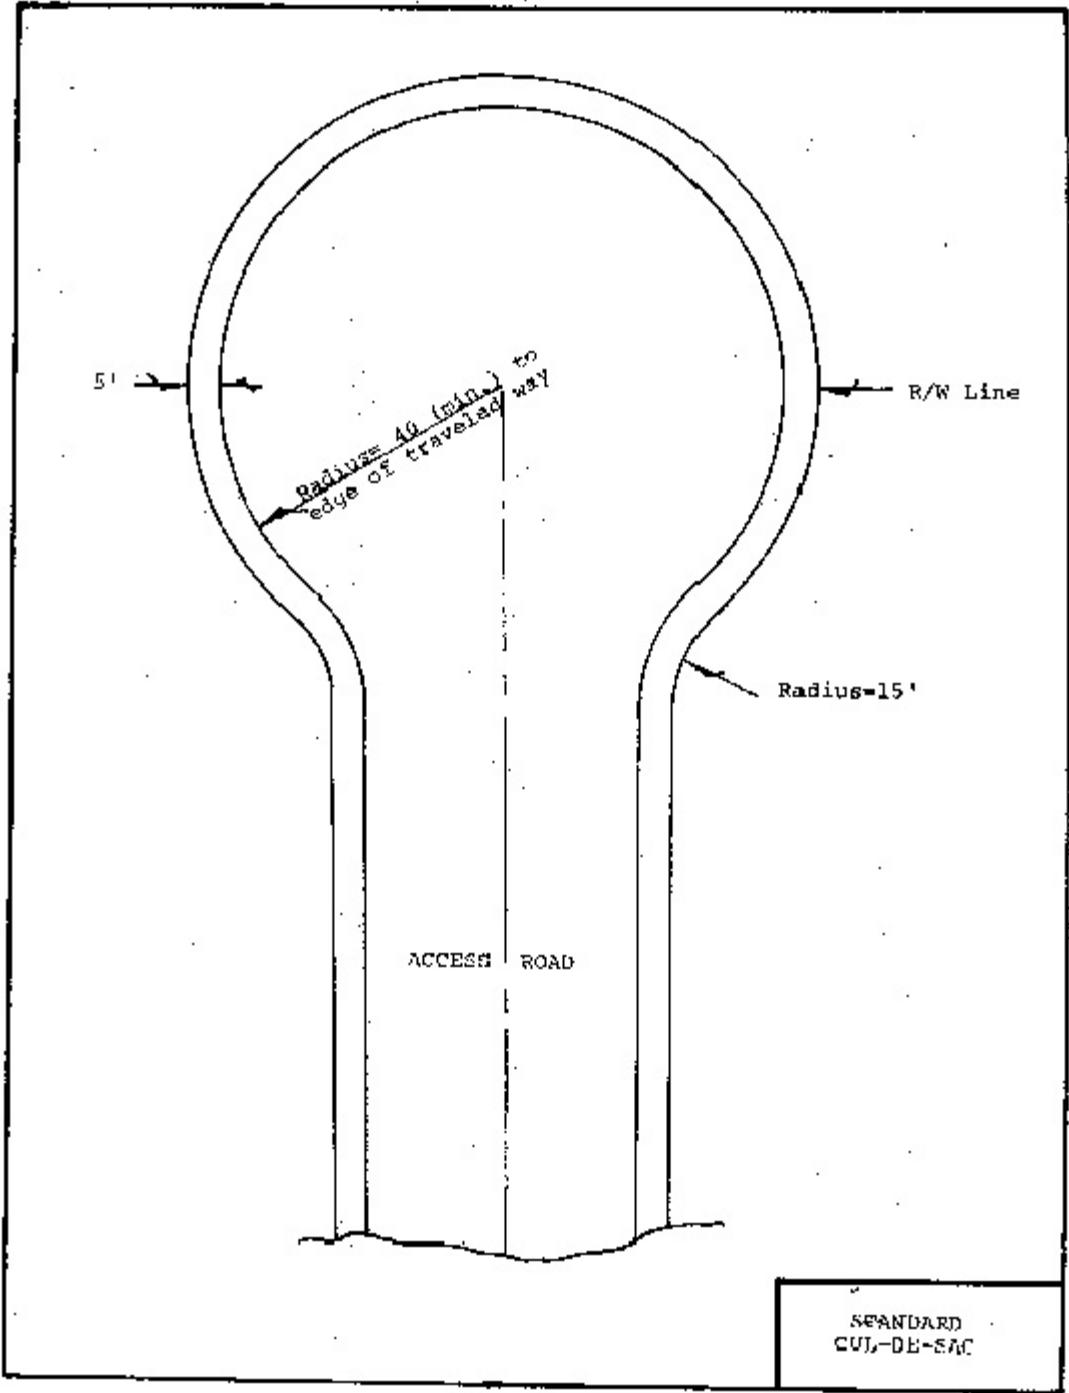 5'
Radius= 40 (min.) to
edge of traveled way
R/W Line
Radius=15'
ACCESS ROAD
STANDARD
CUL-DE-SAC